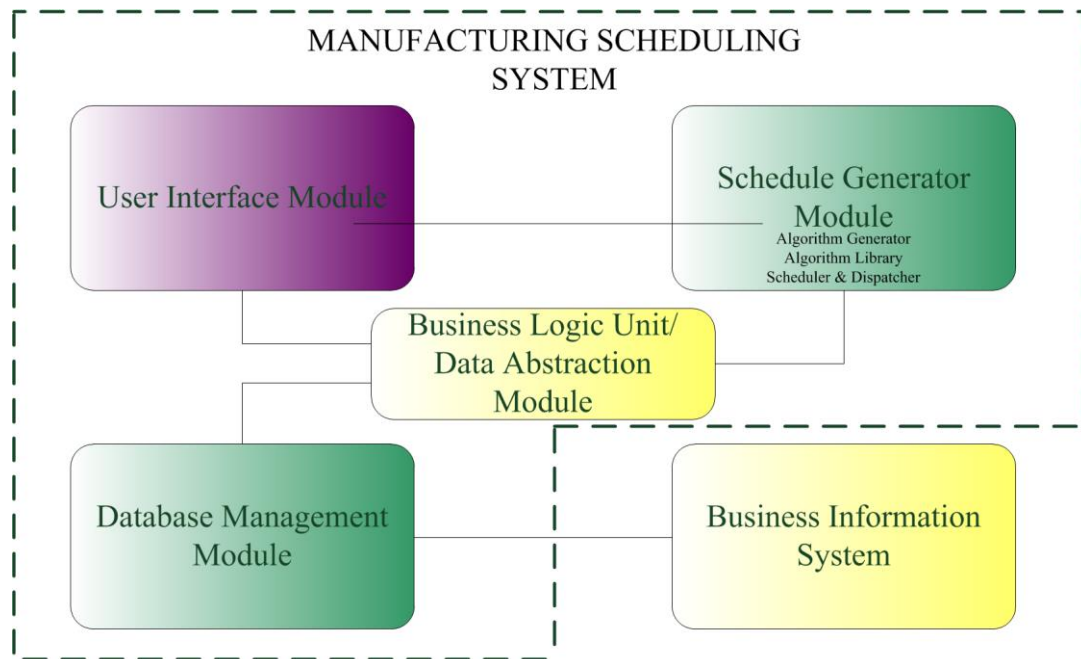 MANUFACTURING SCHEDULING
SYSTEM
User Interface Module
Schedule Generator
Module
Algorithm Generator
Algorithm Library
Scheduler & Dispatcher
Business Logic Unit/
Data Abstraction
Module
Database Management
Module
Business Information
System